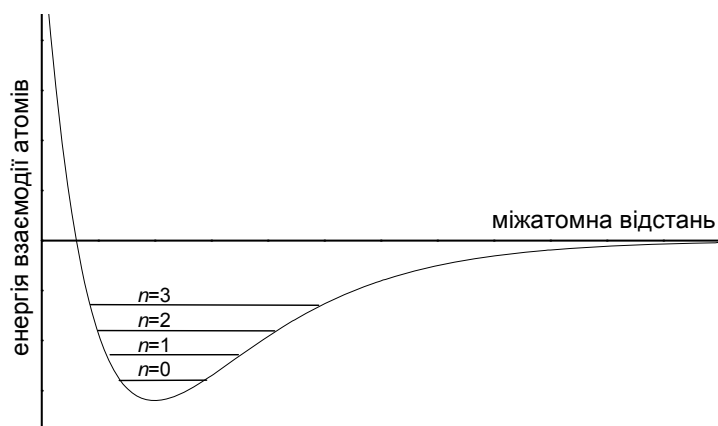 енергія взаємодії атомів
міжатомна відстань
n=3
n=2
n=1
n=0